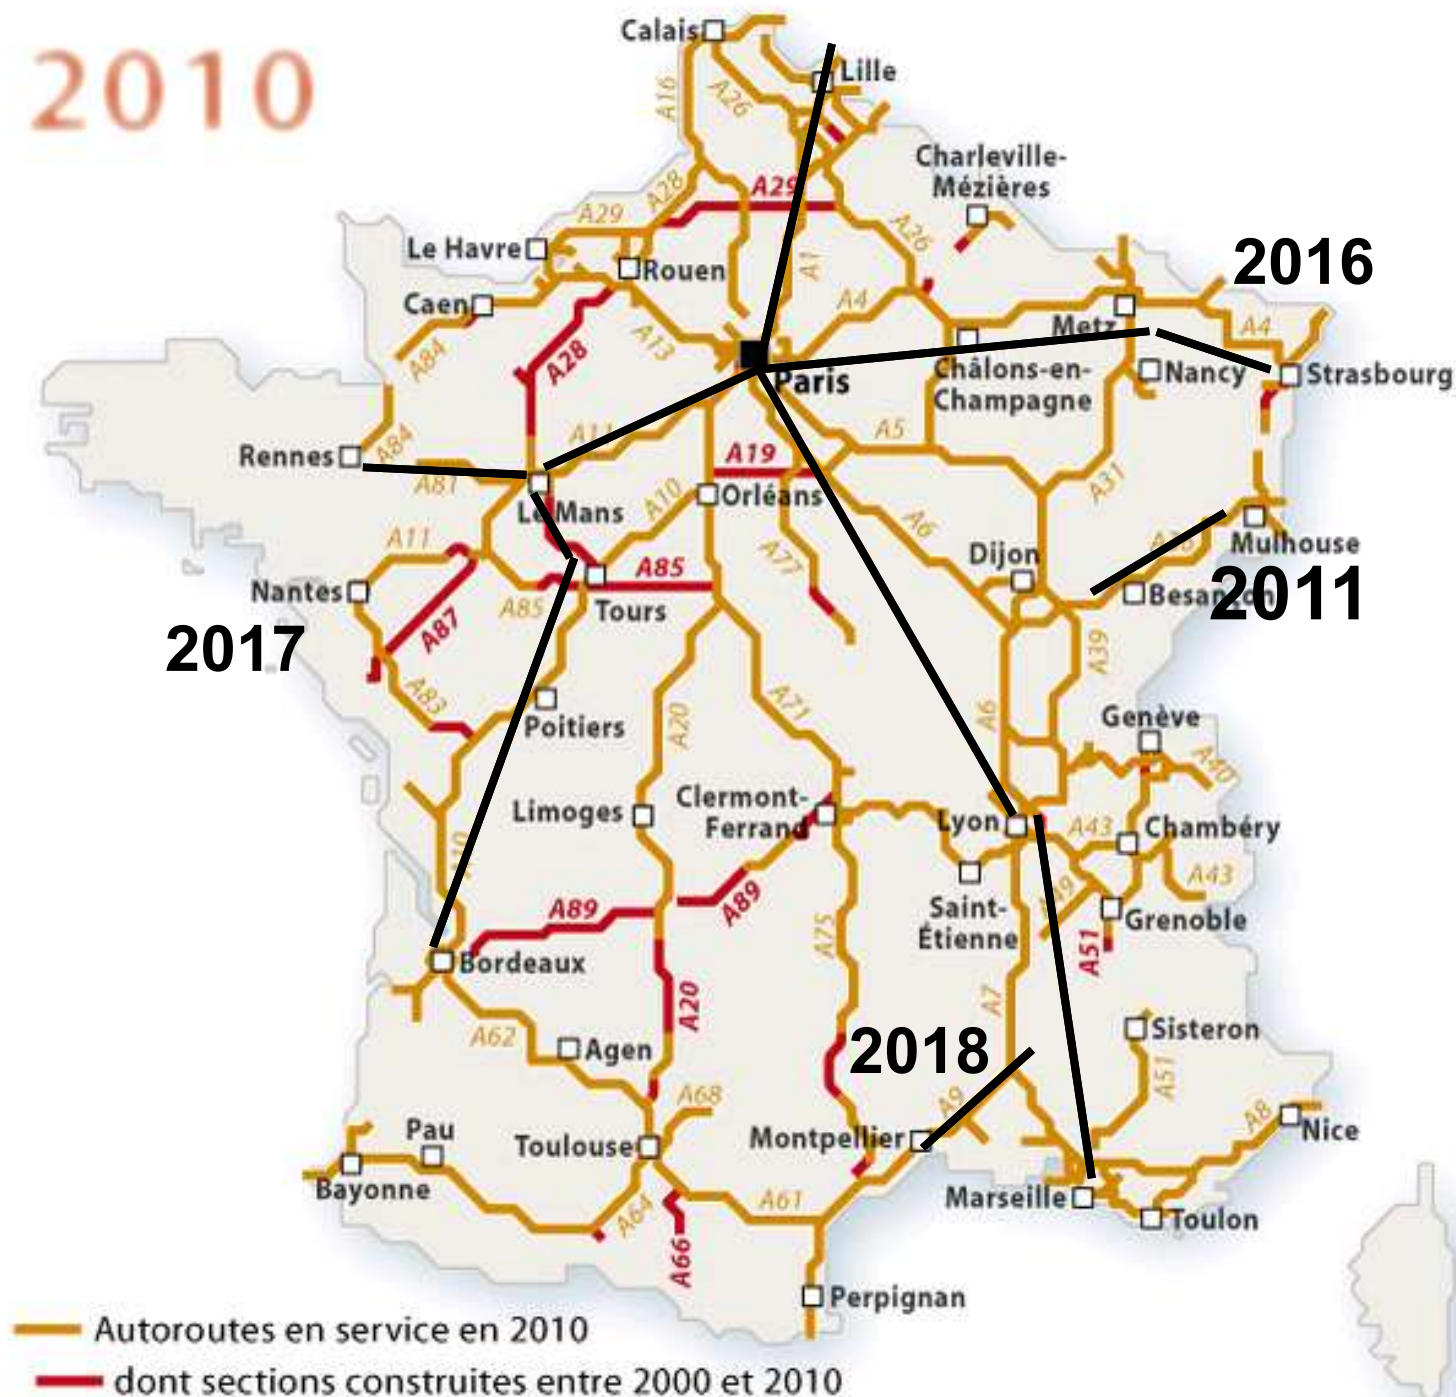 2010
Calais
Lille
A16
A26
Charleville-
Mézières
A29
A28
A29
A26
Le Havre
Rouen
A1
2016
Caen
A4
Metz
A4
A84
A28
A13
Paris
Châlons-en-
Champagne
Nancy
Strasbourg
A84
A11
A5
Rennes
A81
A19
A31
Le Mans
A10
Orléans
A6
A11
A77
Dijon
Mulhouse
Nantes
A85
A85
Tours
Besançon
2011
2017
A87
A39
A83
Poitiers
A20
A71
A6
Genève
A40
Limoges
Clermont-
Ferrand
Lyon
A43
Chambéry
A10
A43
A89
A89
A49
Saint-
Étienne
Grenoble
A75
A51
Bordeaux
A20
A7
A62
Agen
2018
Sisteron
A51
A68
A9
A8
Pau
Toulouse
Montpellier
Nice
Bayonne
A64
A61
Marseille
Toulon
A66
Perpignan
Autoroutes en service en 2010
dont sections construites entre 2000 et 2010